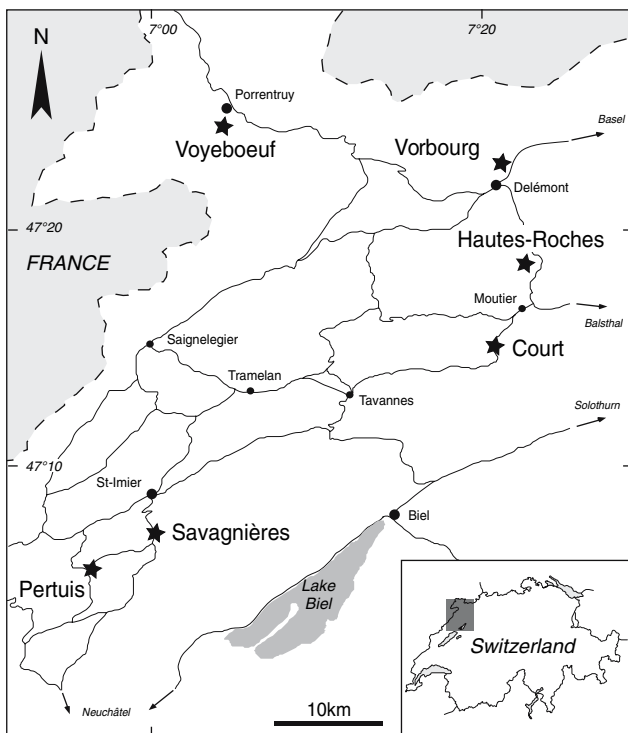 7°00
7°20
N
Porrentruy
Voyeboeuf
Basel
Vorbourg
Delémont
47°20
Hautes-Roches
FRANCE
Moutier
Balsthal
Saignelegier
Court
Tramelan
Tavannes
Solothurn
47°10
St-Imier
Biel
Savagnières
Pertuis
Lake
Biel
Switzerland
Neuchâtel
10km